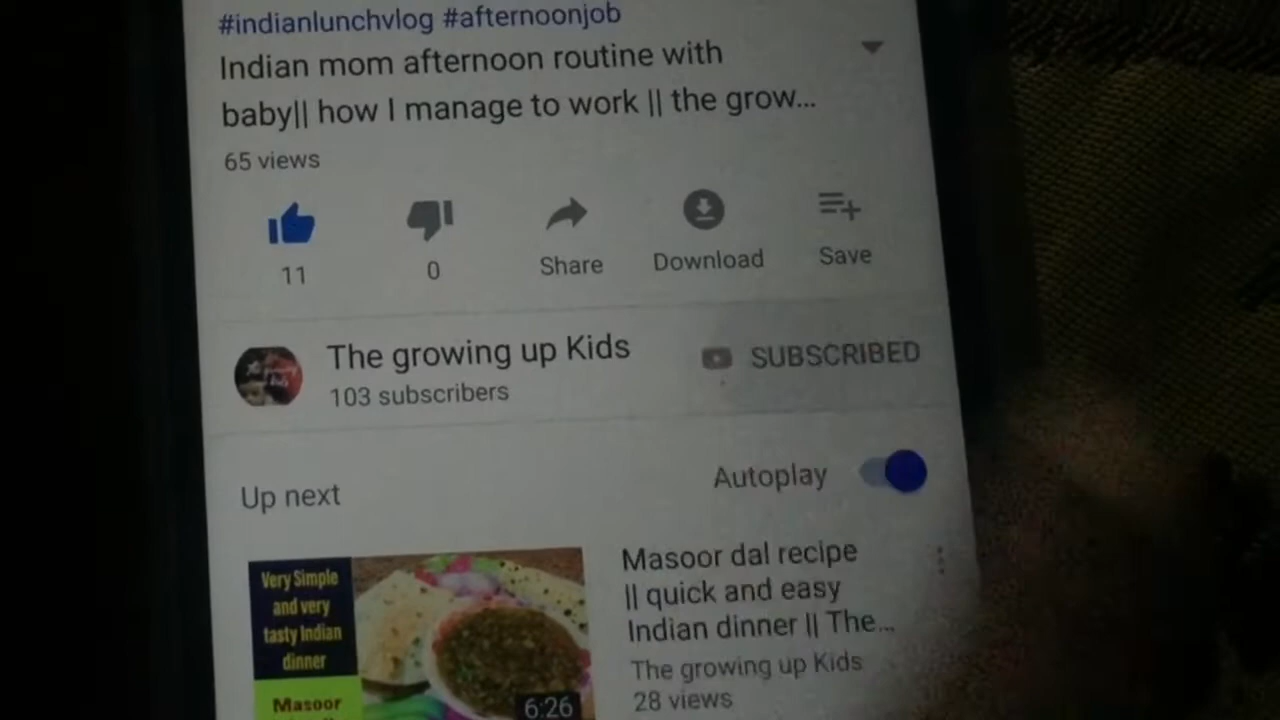 #indianlunchvlog #afternoonjob
Indian mom afternoon routine with
baby|| how I manage to work || the grow...
65 views
11
0
Share
Download
Save
The growing up Kids
103 subscribers
SUBSCRIBED
Up next
Autoplay
Very Simple
and very
tasty Indian
dinner
Masoor
6:26
Masoor dal recipe
|| quick and easy
Indian dinner || The...
The growing up Kids
28 views